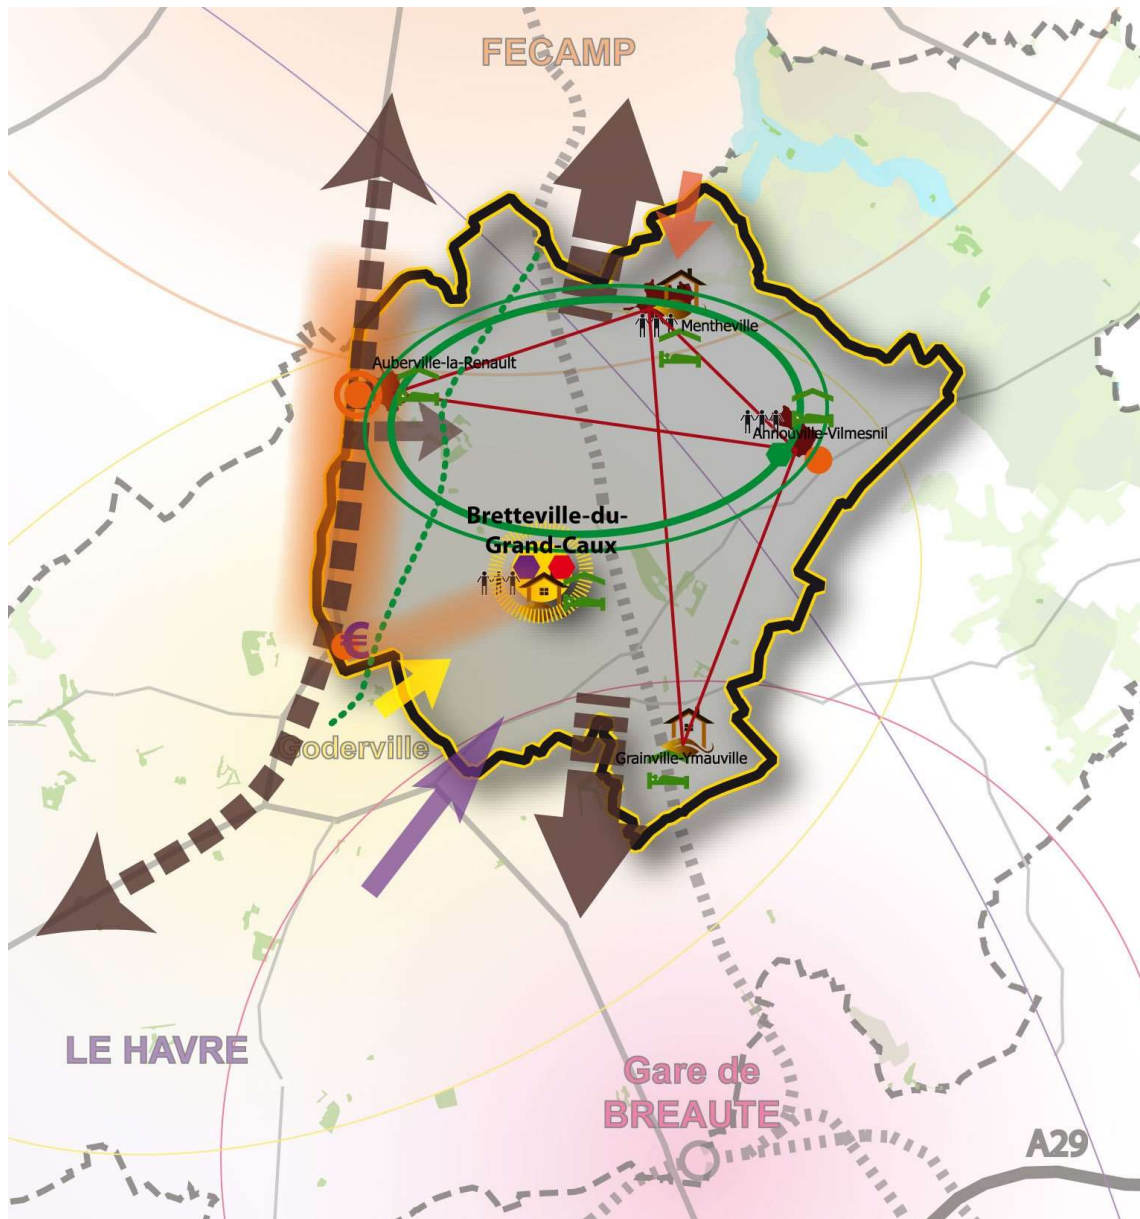 FECAMP
Mentheville
Auberville-la-Renault
Annouville-Vilmesnil
Bretteville-du-
Grand-Caux
€
Goderville
Grainville-Ymauville
LE HAVRE
Gare de
BREAUTE
A29